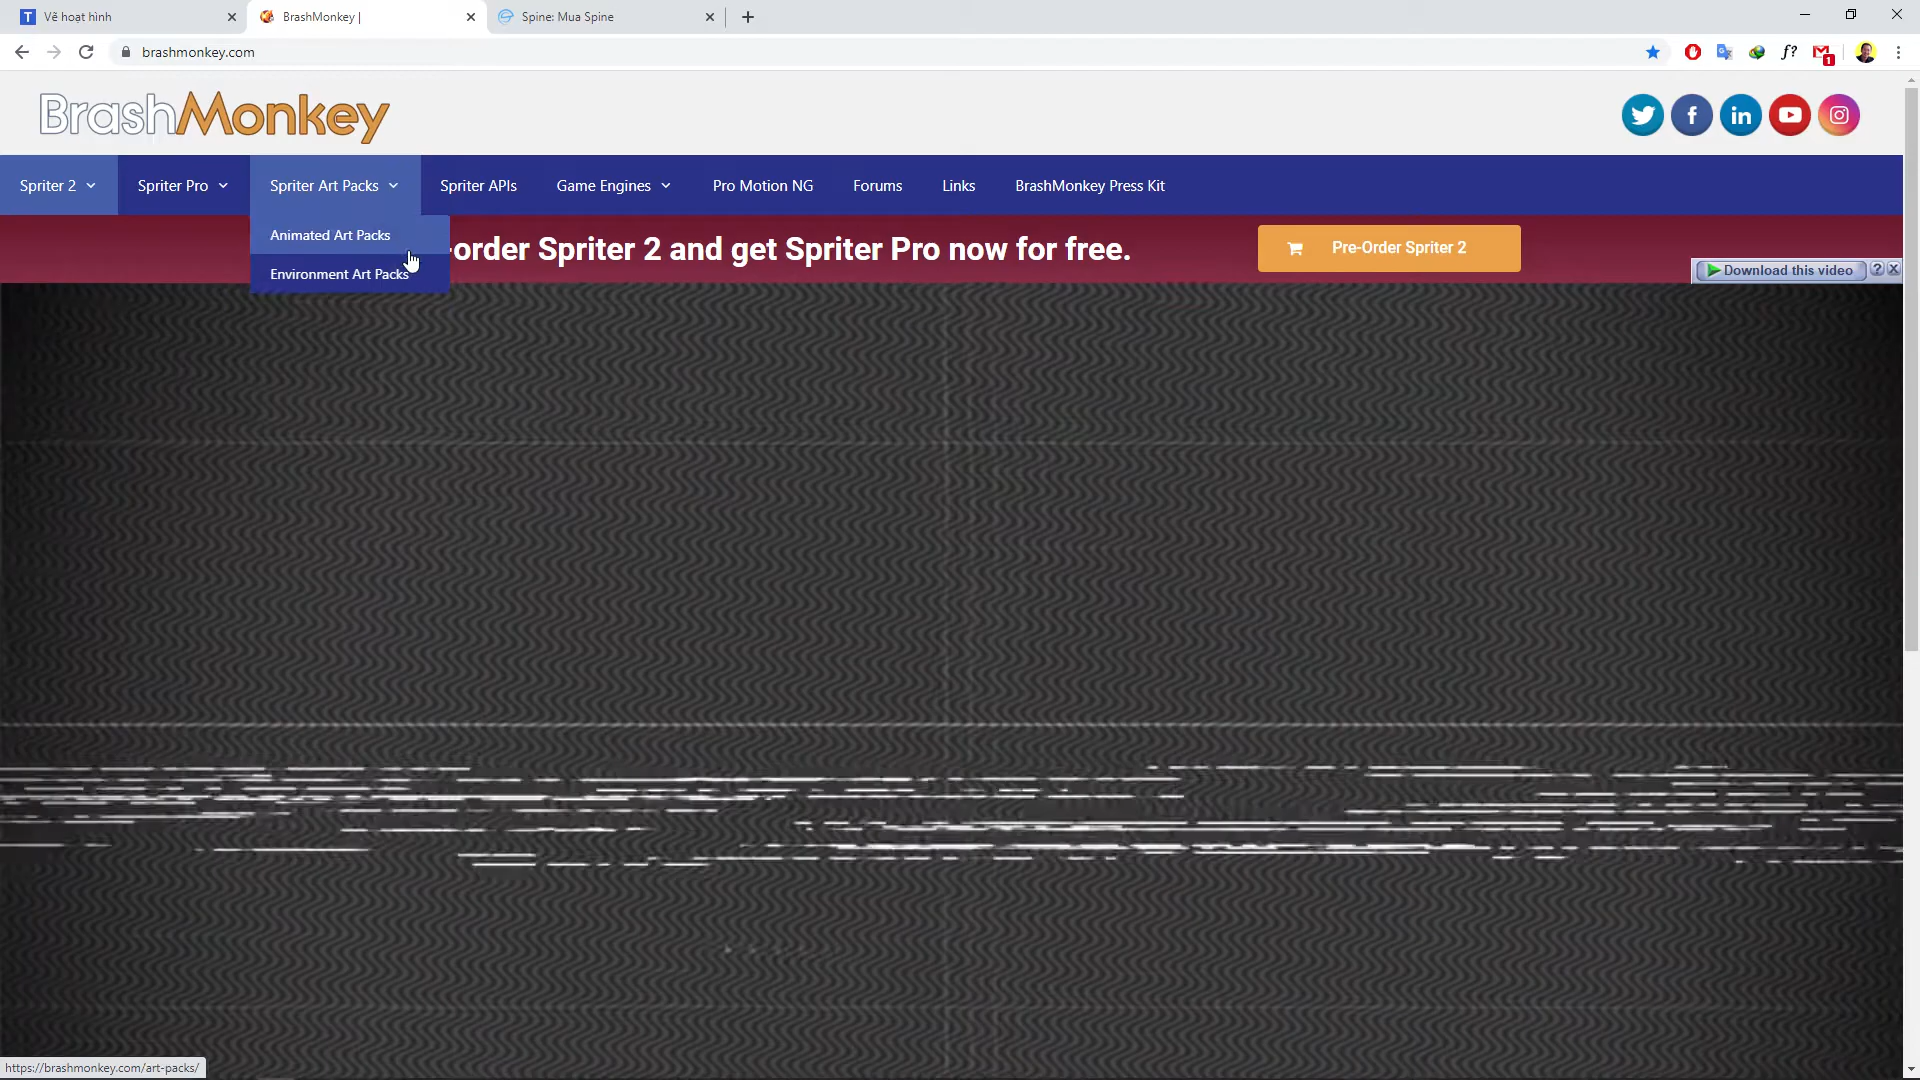 Vẽ hoạt hình
BrashMonkey |
Spine: Mua Spine
brashmonkey.com
f?
1
BrashMonkey
Spriter 2
Spriter Pro
Spriter Art Packs
Spriter APIs
Game Engines
Pro Motion NG
Forums
Links
BrashMonkey Press Kit
Animated Art Packs
Environment Art Packs
-order Spriter 2 and get Spriter Pro now for free.
Pre-Order Spriter 2
Download this video
https://brashmonkey.com/art-packs/